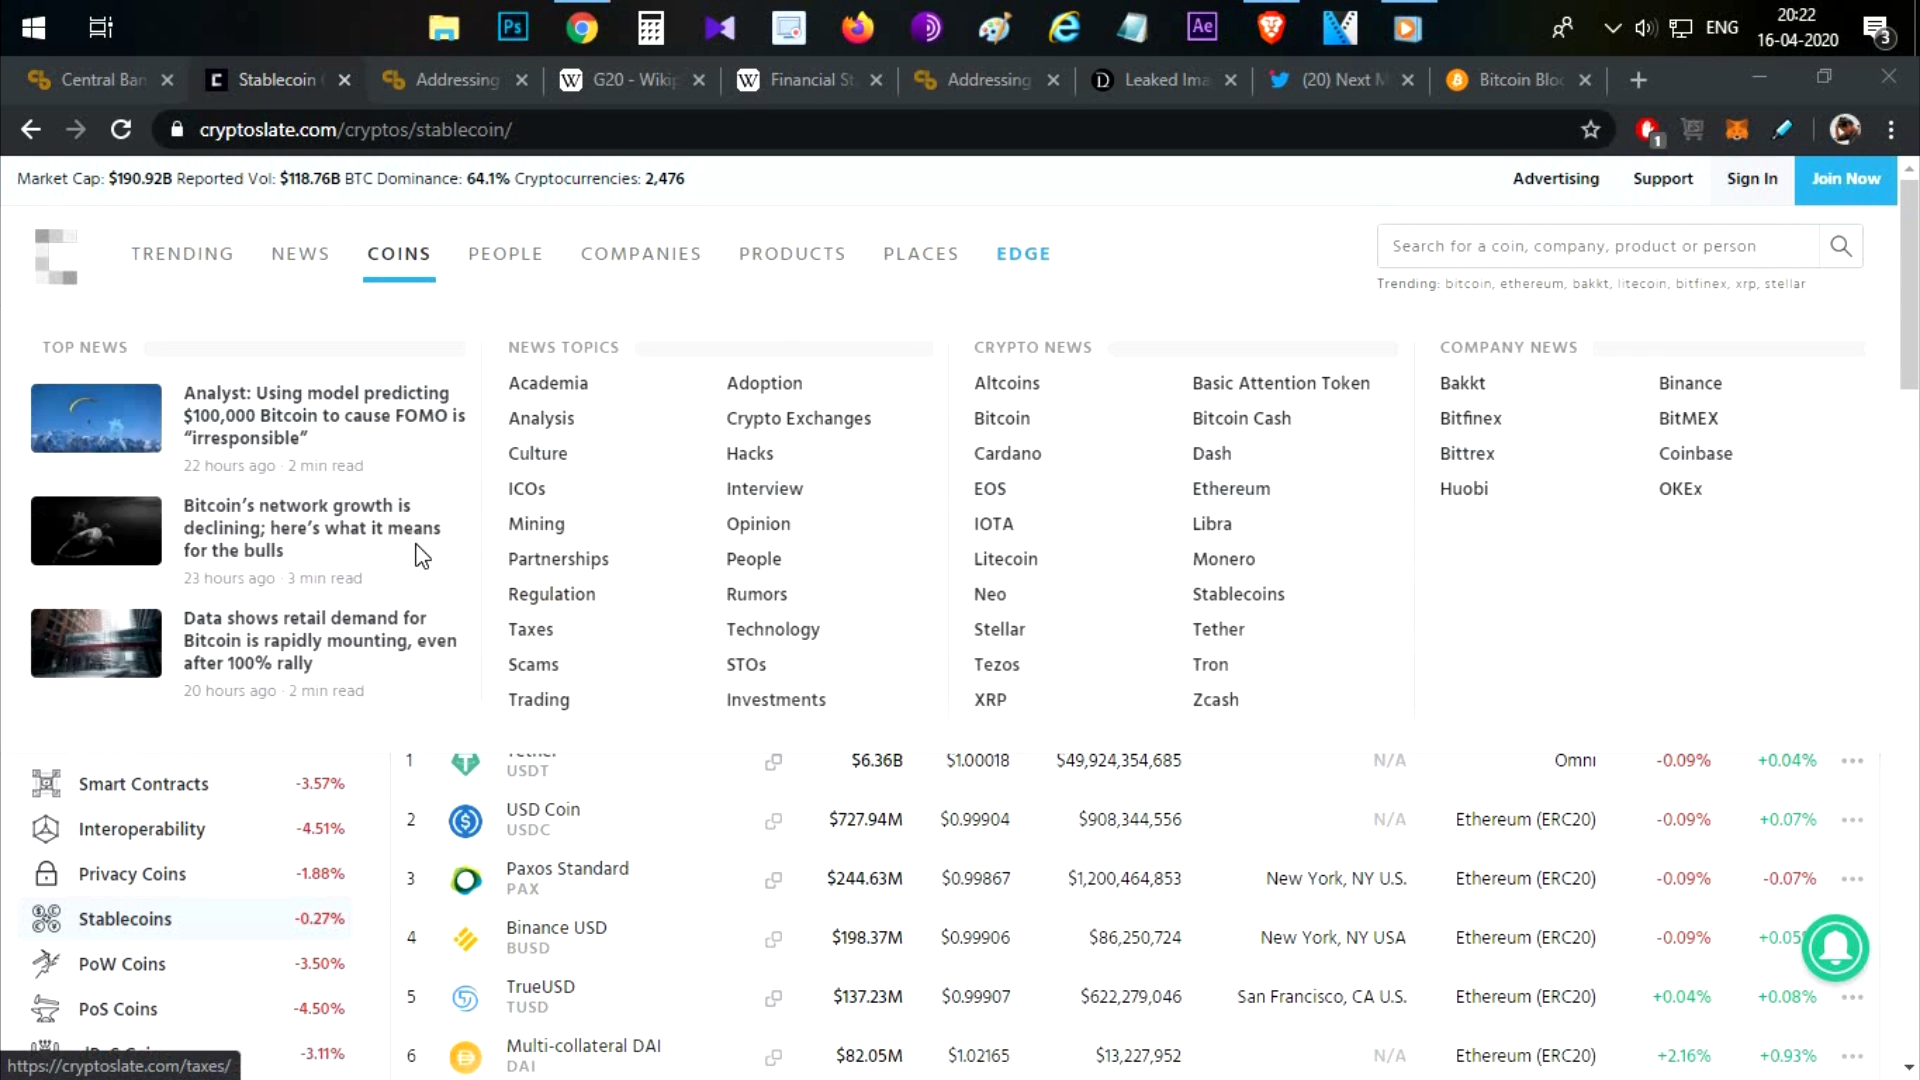 Ps
Ae
ENG
20:22
16-04-2020
3
Central Ban
Stablecoin
Addressing
G20 - Wikip
Financial St
Addressing
Leaked Ima
(20) Next M
Bitcoin Bloc
cryptoslate.com/cryptos/stablecoin/
1
Market Cap: $190.92B Reported Vol: $118.76B BTC Dominance: 64.1% Cryptocurrencies: 2,476
Advertising
Support
Sign In
Join Now
TRENDING
NEWS
COINS
PEOPLE
COMPANIES
PRODUCTS
PLACES
EDGE
Search for a coin, company, product or person
Trending: bitcoin, ethereum, bakkt, litecoin, bitfinex, xrp, stellar
TOP NEWS
Analyst: Using model predicting
$100,000 Bitcoin to cause FOMO is
“irresponsible”
22 hours ago · 2 min read
Bitcoin’s network growth is
declining; here’s what it means
for the bulls
23 hours ago · 3 min read
Data shows retail demand for
Bitcoin is rapidly mounting, even
after 100% rally
20 hours ago · 2 min read
NEWS TOPICS
Academia Adoption
Analysis Crypto Exchanges
Culture Hacks
ICOs Interview
Mining Opinion
Partnerships People
Regulation Rumors
Taxes Technology
Scams STOs
Trading Investments
CRYPTO NEWS
Altcoins Basic Attention Token
Bitcoin Bitcoin Cash
Cardano Dash
EOS Ethereum
IOTA Libra
Litecoin Monero
Neo Stablecoins
Stellar Tether
Tezos Tron
XRP Zcash
COMPANY NEWS
Bakkt Binance
Bitfinex BitMEX
Bittrex Coinbase
Huobi OKEx
Smart Contracts -3.57%
Interoperability -4.51%
Privacy Coins -1.88%
Stablecoins -0.27%
PoW Coins -3.50%
PoS Coins -4.50%
-3.11%
1 Tether USDT $6.36B $1.00018 $49,924,354,685 N/A Omni -0.09% +0.04%
2 USD Coin USDC $727.94M $0.99904 $908,344,556 N/A Ethereum (ERC20) -0.09% +0.07%
3 Paxos Standard PAX $244.63M $0.99867 $1,200,464,853 New York, NY U.S. Ethereum (ERC20) -0.09% -0.07%
4 Binance USD BUSD $198.37M $0.99906 $86,250,724 New York, NY USA Ethereum (ERC20) -0.09% +0.05
5 TrueUSD TUSD $137.23M $0.99907 $622,279,046 San Francisco, CA U.S. Ethereum (ERC20) +0.04% +0.08%
6 Multi-collateral DAI DAI $82.05M $1.02165 $13,227,952 N/A Ethereum (ERC20) +2.16% +0.93%
https://cryptoslate.com/taxes/